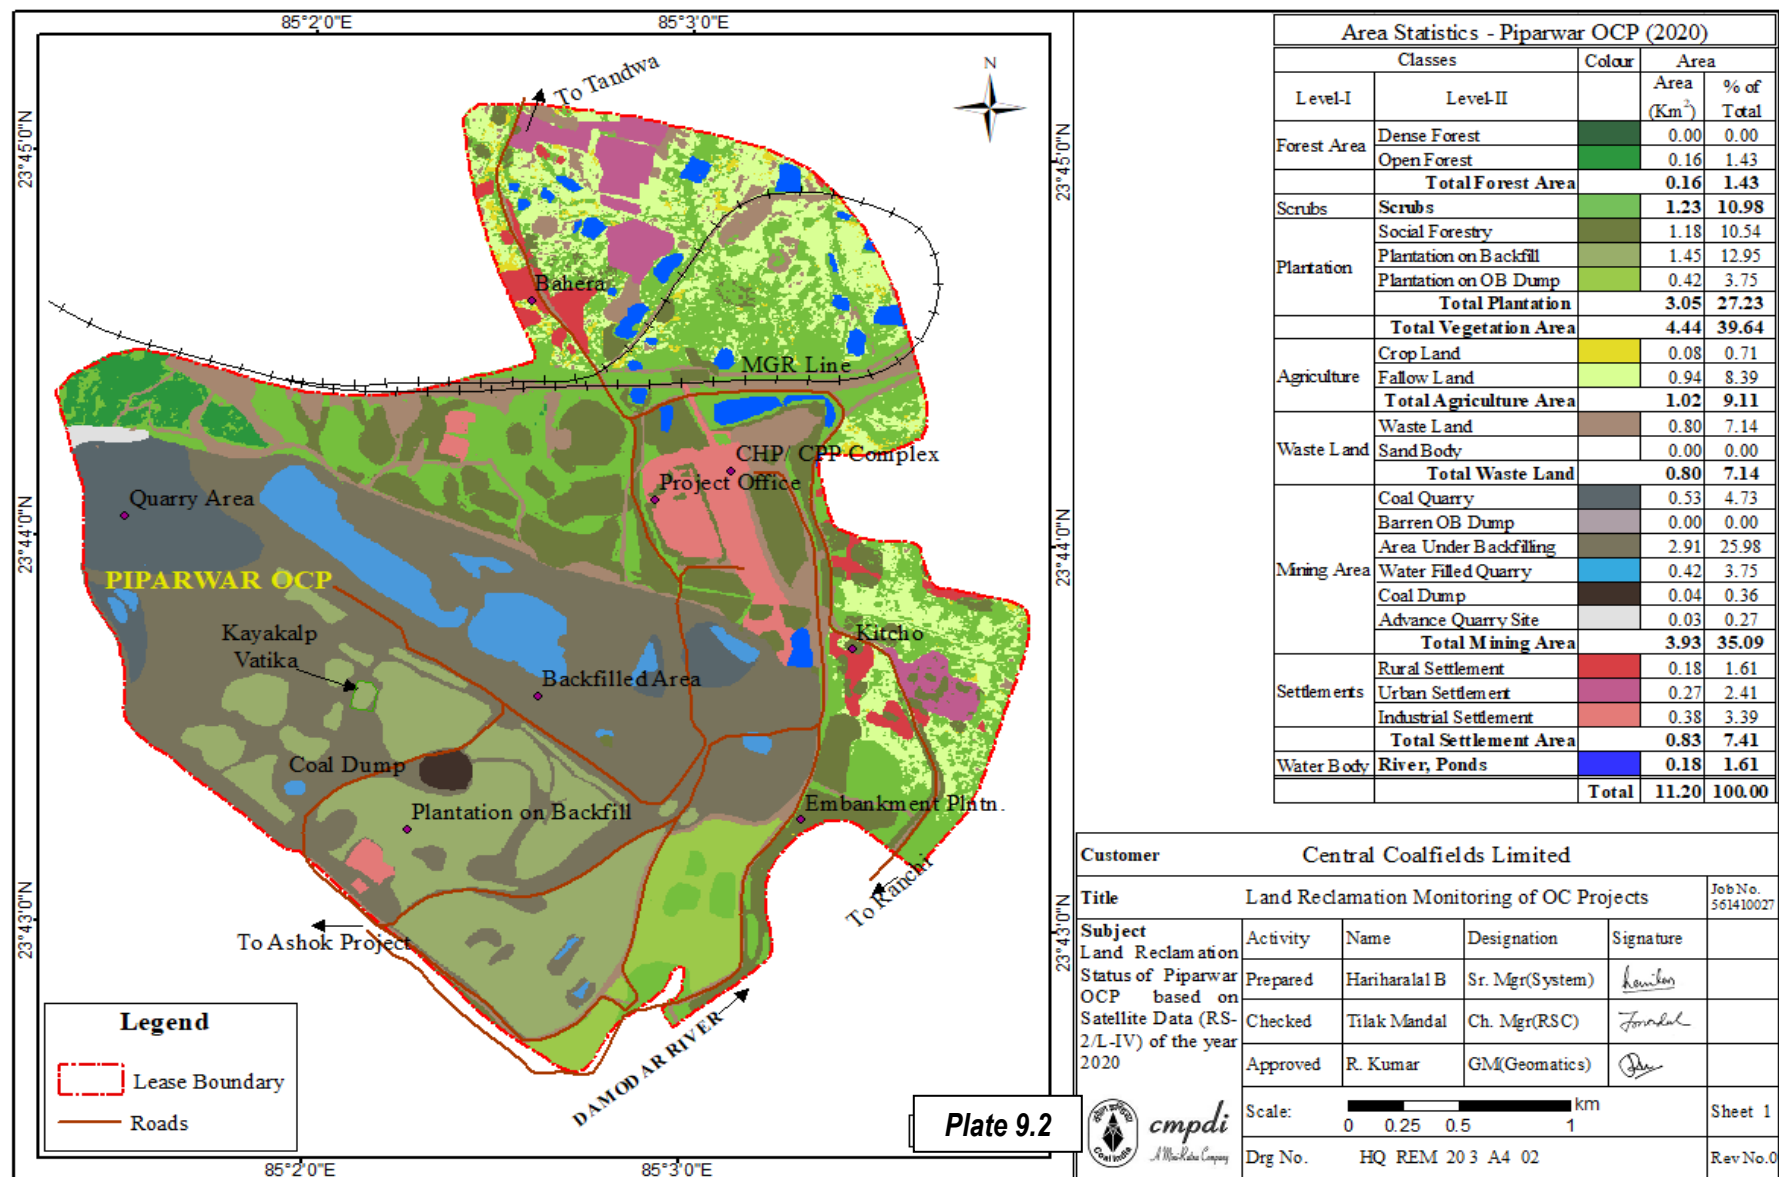 85°2'0"E
85°3'0"E
23°45'0"N
23°45'0"N
N
To Tandwa
Bahera
MGR Line
CHP/ CPP Complex
Project Office
Quarry Area
23°44'0"N
23°44'0"N
PIPARWAR OCP
Kayakalp
Vatika
Kitcho
Backfilled Area
Coal Dump
Plantation on Backfill
Embankment Plntn.
To Ranchi
23°43'0"N
23°43'0"N
To Ashok Project
DAMODAR RIVER
Legend
Lease Boundary
Roads
Plate 9.2
85°2'0"E
85°3'0"E
Area Statistics - Piparwar OCP (2020)
Classes Colour Area
Level-I Level-II Area (Km²) % of Total
Forest Area Dense Forest 0.00 0.00
Open Forest 0.16 1.43
Total Forest Area 0.16 1.43
Scrubs Scrubs 1.23 10.98
Plantation Social Forestry 1.18 10.54
Plantation on Backfill 1.45 12.95
Plantation on OB Dump 0.42 3.75
Total Plantation 3.05 27.23
Total Vegetation Area 4.44 39.64
Agriculture Crop Land 0.08 0.71
Fallow Land 0.94 8.39
Total Agriculture Area 1.02 9.11
Waste Land Waste Land 0.80 7.14
Sand Body 0.00 0.00
Total Waste Land 0.80 7.14
Mining Area Coal Quarry 0.53 4.73
Barren OB Dump 0.00 0.00
Area Under Backfilling 2.91 25.98
Water Filled Quarry 0.42 3.75
Coal Dump 0.04 0.36
Advance Quarry Site 0.03 0.27
Total Mining Area 3.93 35.09
Settlements Rural Settlement 0.18 1.61
Urban Settlement 0.27 2.41
Industrial Settlement 0.38 3.39
Total Settlement Area 0.83 7.41
Water Body River, Ponds 0.18 1.61
Total 11.20 100.00
Customer Central Coalfields Limited
Title Land Reclamation Monitoring of OC Projects Job No. 561410027
Subject
Land Reclamation
Status of Piparwar
OCP based on
Satellite Data (RS-
2/L-IV) of the year
2020
Activity Name Designation Signature
Prepared Hariharalal B Sr. Mgr(System)
Checked Tilak Mandal Ch. Mgr(RSC)
Approved R. Kumar GM(Geomatics)
Coal India
cmpdi
A Mini Ratna Company
Scale: 0 0.25 0.5 1 km
Sheet 1
Drg No. HQ REM 20 3 A4 02
Rev No.0